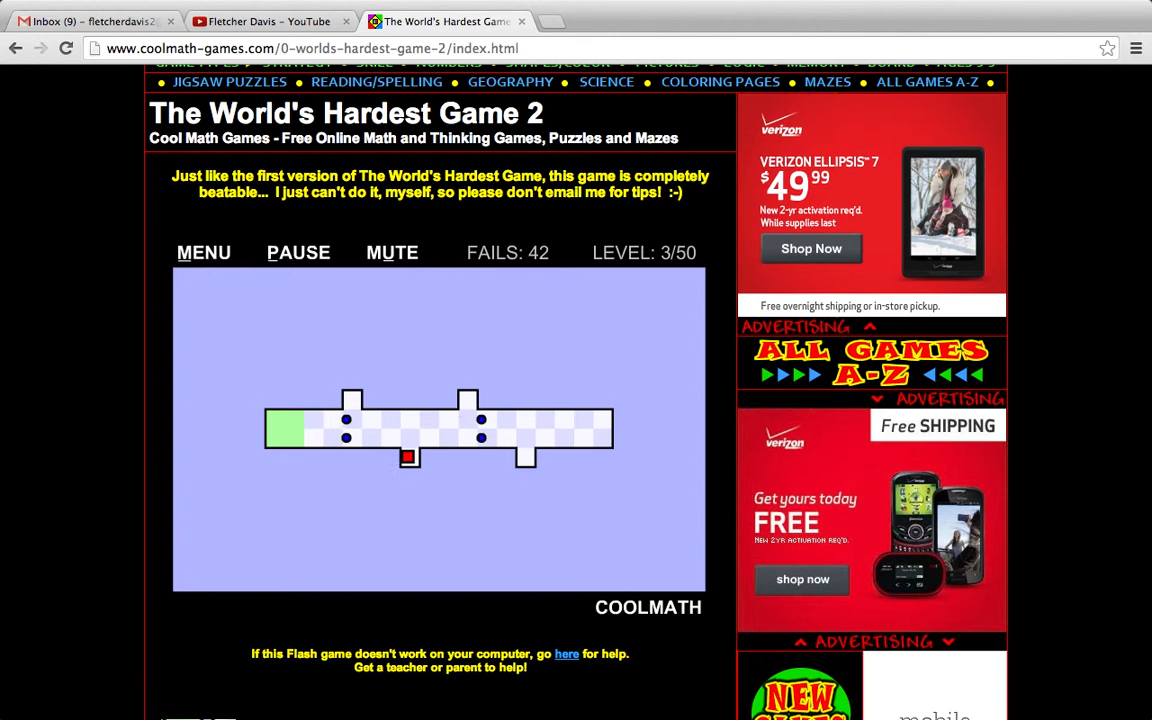 Inbox (9) – fletcherdavis2
Fletcher Davis – YouTube
The World's Hardest Game
www.coolmath-games.com/0-worlds-hardest-game-2/index.html
JIGSAW PUZZLES READING/SPELLING GEOGRAPHY SCIENCE COLORING PAGES MAZES ALL GAMES A-Z
The World's Hardest Game 2
Cool Math Games - Free Online Math and Thinking Games, Puzzles and Mazes
Just like the first version of The World's Hardest Game, this game is completely
beatable... I just can't do it, myself, so please don't email me for tips! :-)
MENU PAUSE MUTE FAILS: 42 LEVEL: 3/50
COOLMATH
If this Flash game doesn't work on your computer, go here for help.
Get a teacher or parent to help!
verizon
VERIZON ELLIPSIS™ 7
$49.99
New 2-yr activation req'd.
While supplies last
Shop Now
Free overnight shipping or in-store pickup.
ADVERTISING
ALL GAMES
A-Z
ADVERTISING
Free SHIPPING
verizon
Get yours today
FREE
NEW 2YR ACTIVATION REQ'D.
shop now
ADVERTISING
NEW
mobile